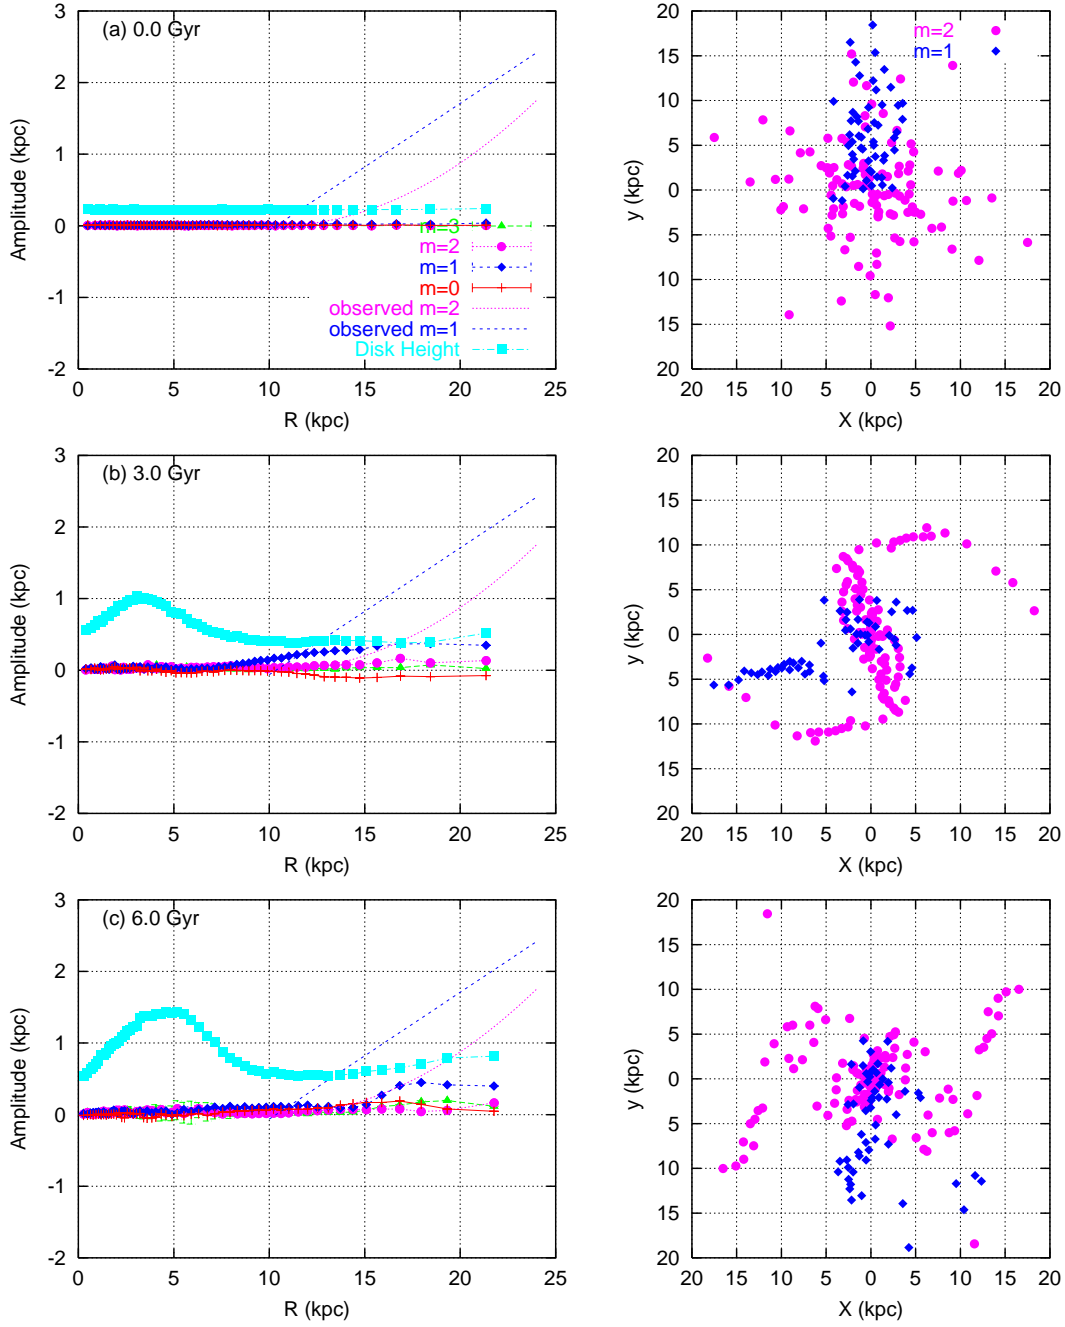 (a) 0.0 Gyr
Amplitude (kpc)
3
2
1
0
-1
-2
0 5 10 15 20 25
R (kpc)
m=3
m=2
m=1
m=0
observed m=2
observed m=1
Disk Height
m=2
m=1
y (kpc)
20
15
10
5
0
5
10
15
20
20 15 10 5 0 5 10 15 20
X (kpc)
(b) 3.0 Gyr
Amplitude (kpc)
3
2
1
0
-1
-2
0 5 10 15 20 25
R (kpc)
y (kpc)
20
15
10
5
0
5
10
15
20
20 15 10 5 0 5 10 15 20
X (kpc)
(c) 6.0 Gyr
Amplitude (kpc)
3
2
1
0
-1
-2
0 5 10 15 20 25
R (kpc)
y (kpc)
20
15
10
5
0
5
10
15
20
20 15 10 5 0 5 10 15 20
X (kpc)